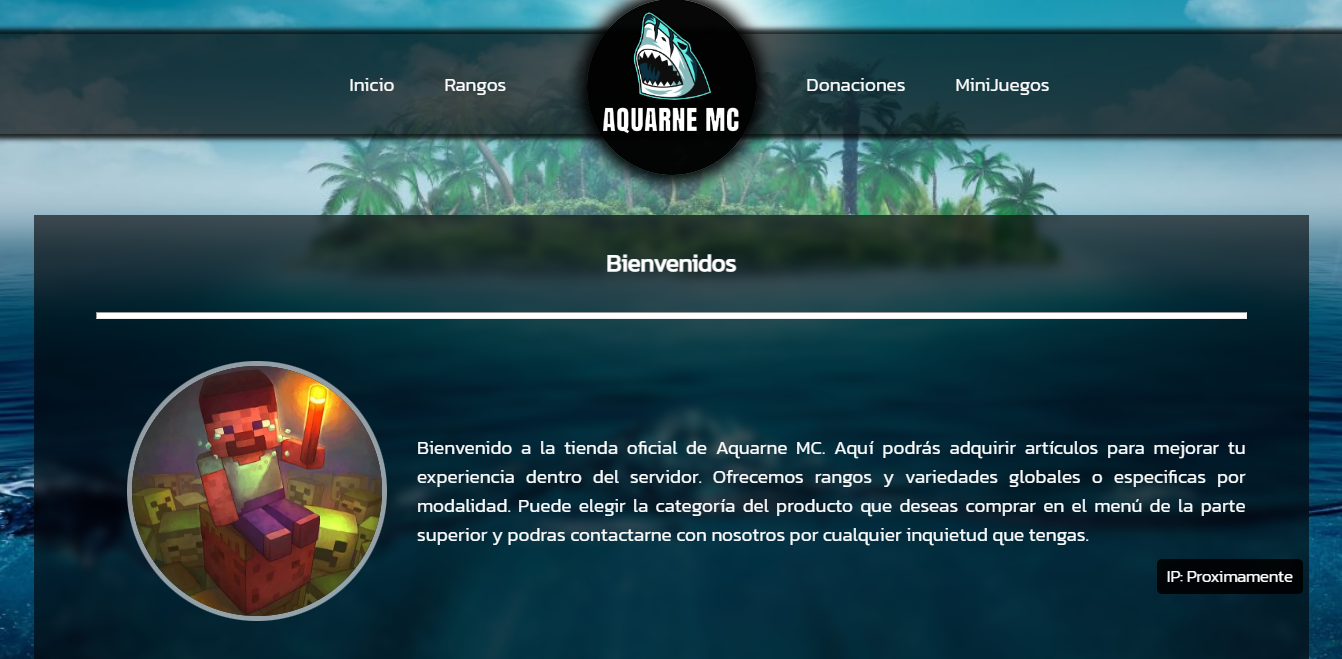 Inicio
Rangos
AQUARNE MC
Donaciones
MiniJuegos
Bienvenidos
Bienvenido a la tienda oficial de Aquarne MC. Aquí podrás adquirir artículos para mejorar tu
experiencia dentro del servidor. Ofrecemos rangos y variedades globales o especificas por
modalidad. Puede elegir la categoría del producto que deseas comprar en el menú de la parte
superior y podras contactarme con nosotros por cualquier inquietud que tengas.
IP: Proximamente